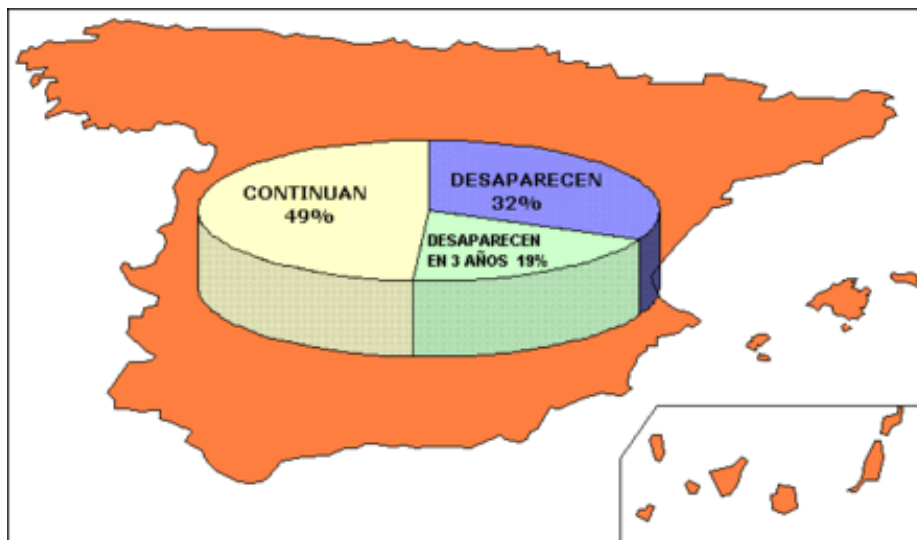 CONTINUAN
49%
DESAPARECEN
32%
DESAPARECEN
EN 3 AÑOS 19%